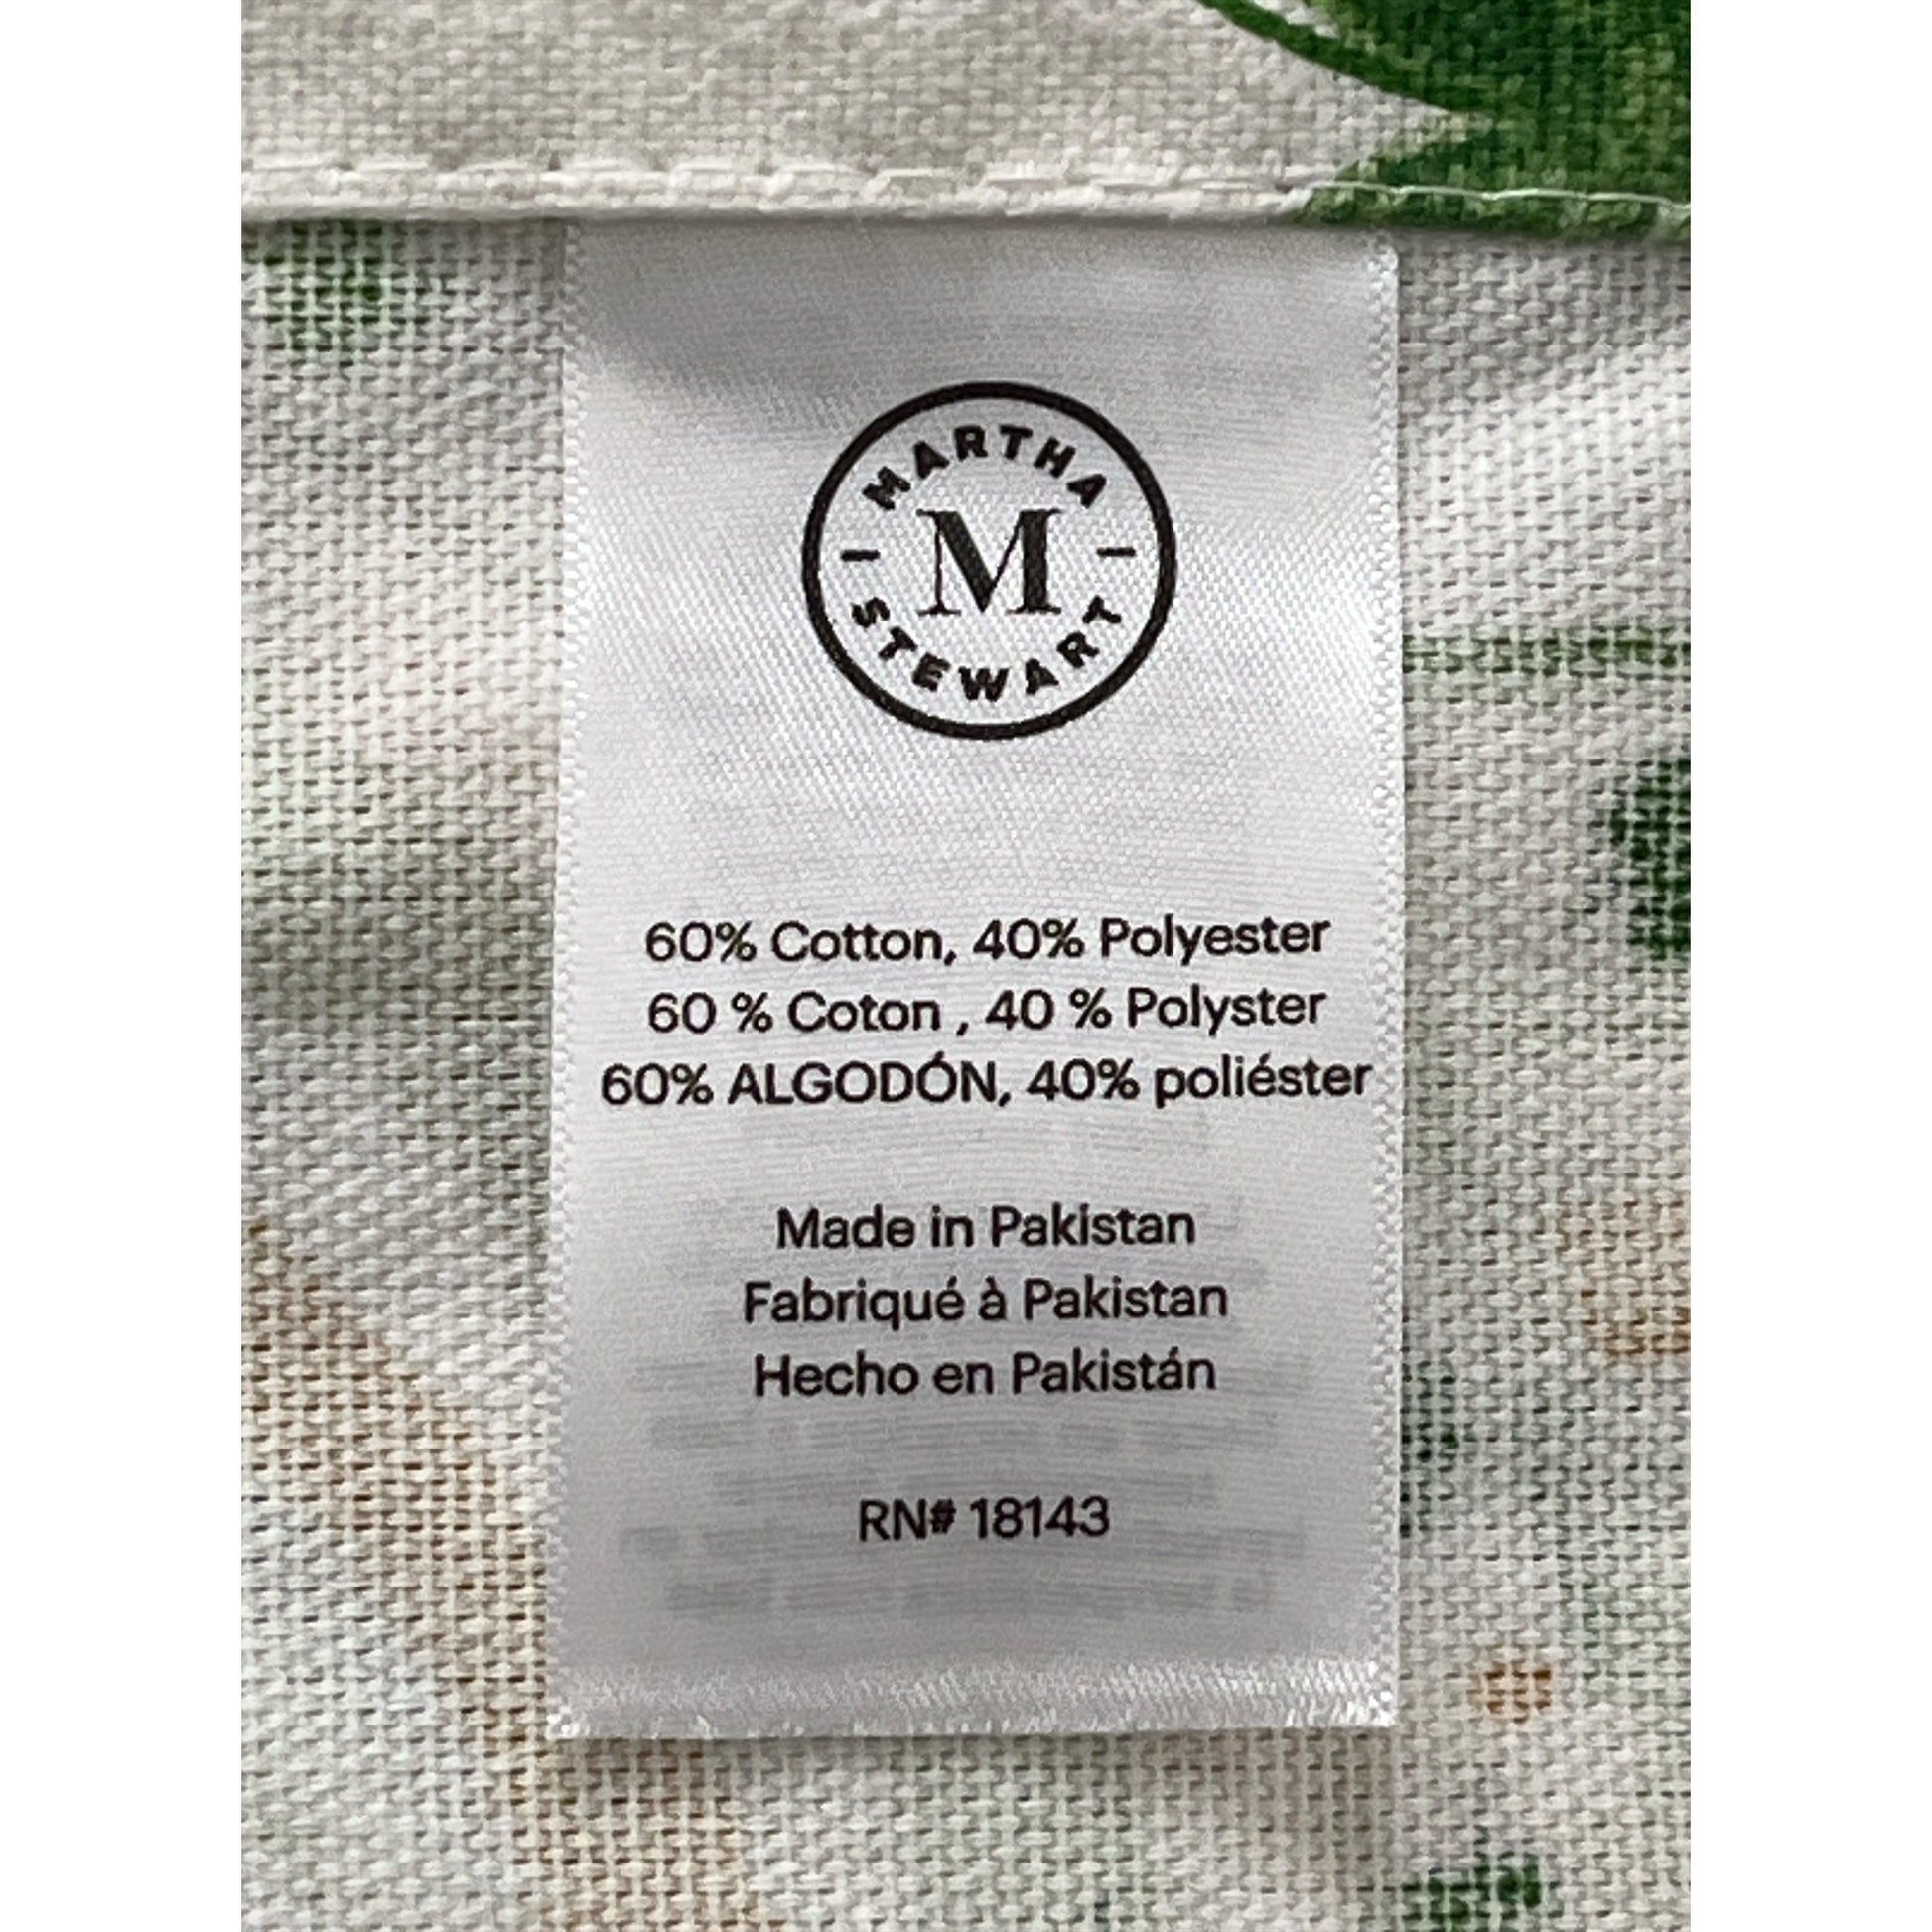 MARTHA
M
STEWART
60% Cotton, 40% Polyester
60 % Coton , 40 % Polyster
60% ALGODÓN, 40% poliéster
Made in Pakistan
Fabriqué à Pakistan
Hecho en Pakistán
RN# 18143